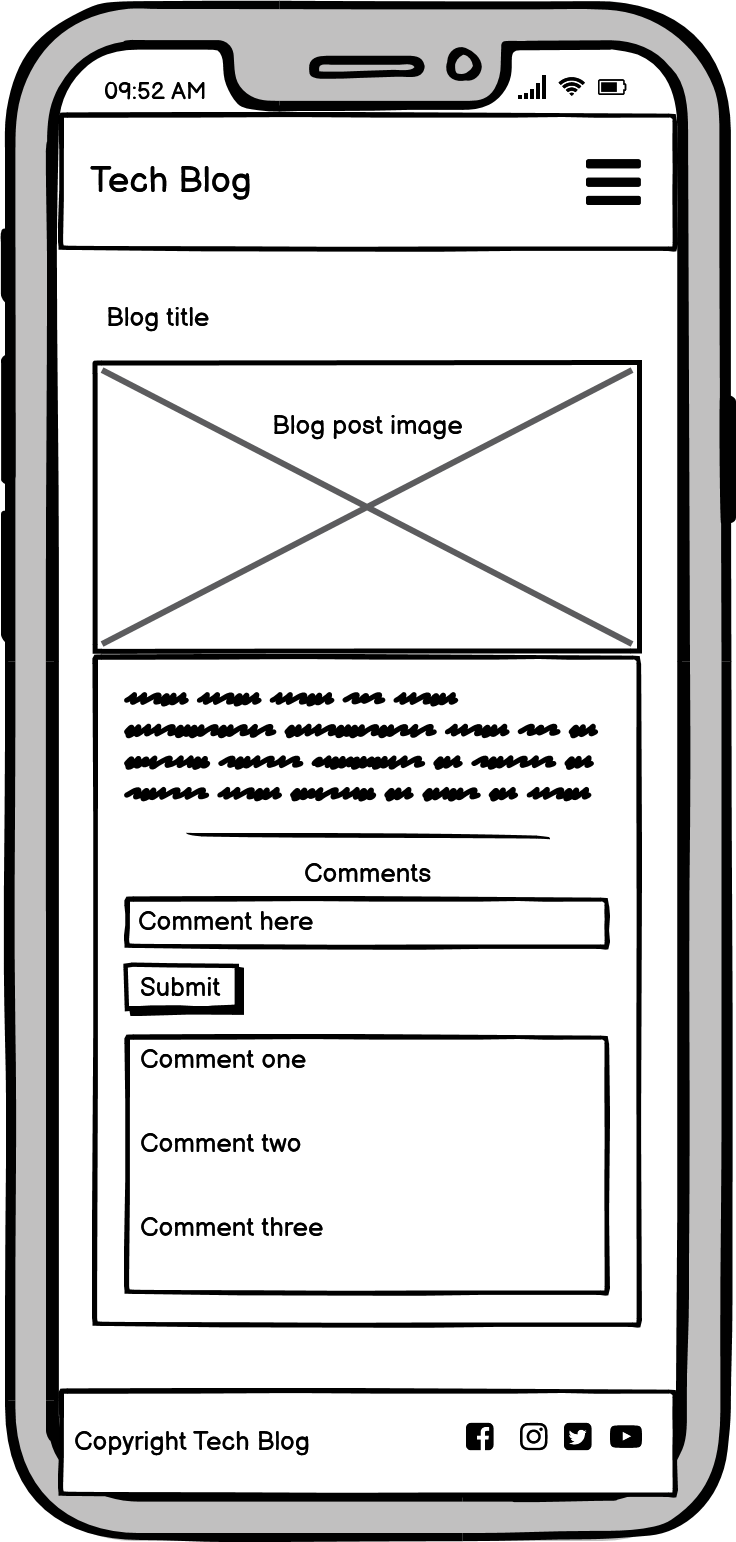 09:52 AM
Tech Blog
Blog title
Blog post image
Comments
Comment here
Submit
Comment one
Comment two
Comment three
Copyright Tech Blog